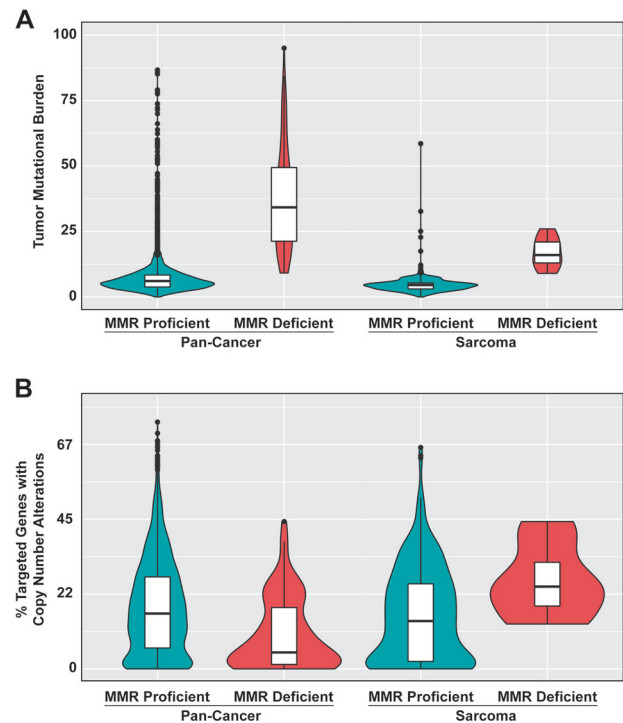 A
100
75
50
25
0
Tumor Mutational Burden
MMR Proficient MMR Deficient MMR Proficient MMR Deficient
Pan-Cancer Sarcoma
B
67
45
22
0
% Targeted Genes with
Copy Number Alterations
MMR Proficient MMR Deficient MMR Proficient MMR Deficient
Pan-Cancer Sarcoma